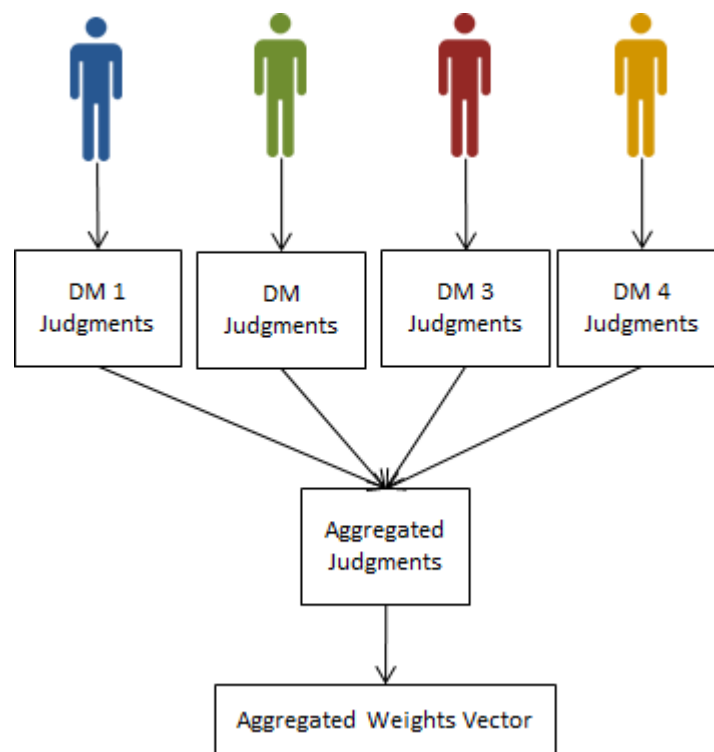 DM 1
Judgments
DM
Judgments
DM 3
Judgments
DM 4
Judgments
Aggregated
Judgments
Aggregated Weights Vector